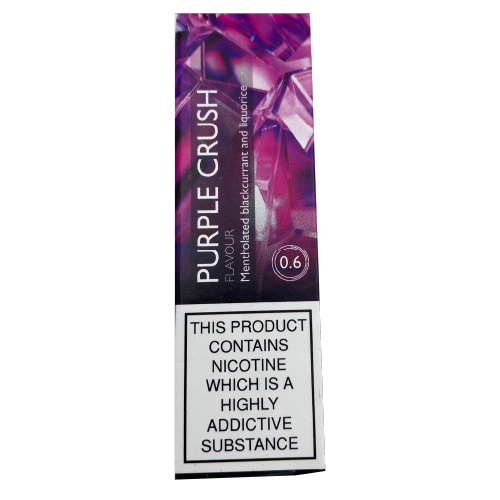 PURPLE CRUSH
FLAVOUR
Mentholated blackcurrant and liquorice
0.6
THIS PRODUCT
CONTAINS
NICOTINE
WHICH IS A
HIGHLY
ADDICTIVE
SUBSTANCE